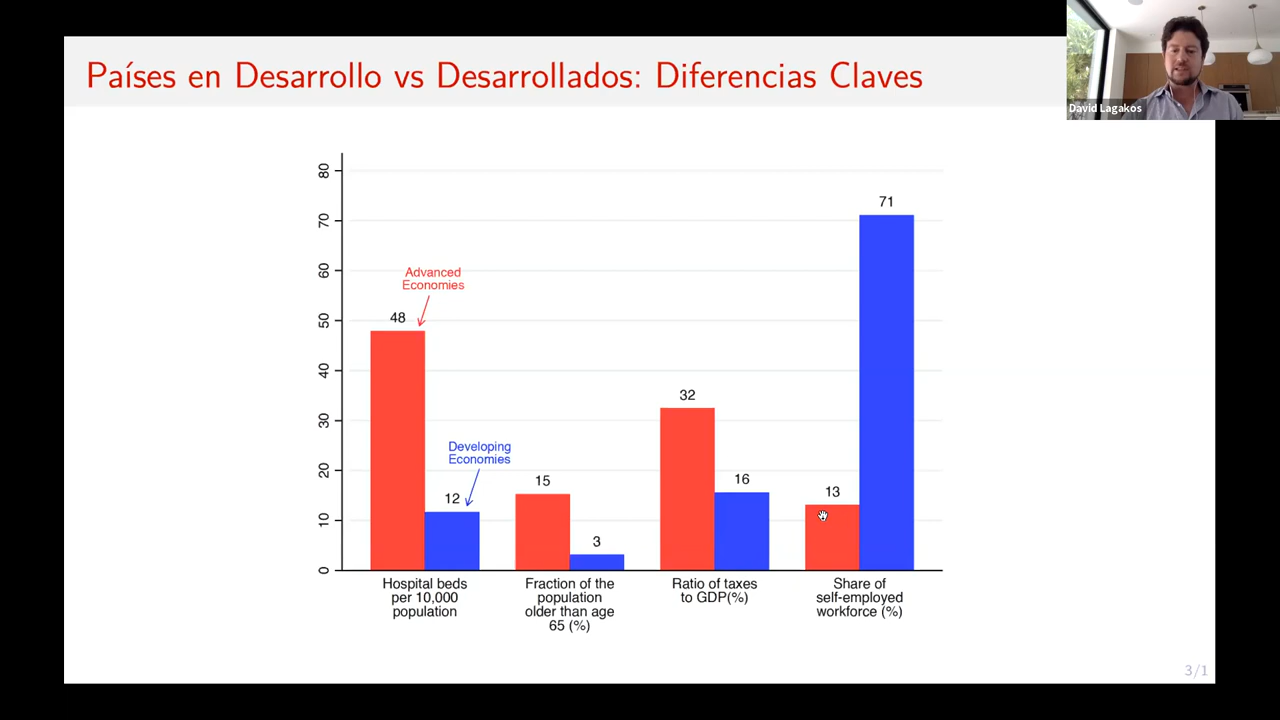 Países en Desarrollo vs Desarrollados: Diferencias Claves
David Lagakos
80
70
60
50
40
30
20
10
0
Advanced
Economies
Developing
Economies
48
12
15
3
32
16
13
71
Hospital beds
per 10,000
population
Fraction of the
population
older than age
65 (%)
Ratio of taxes
to GDP(%)
Share of
self-employed
workforce (%)
3/1